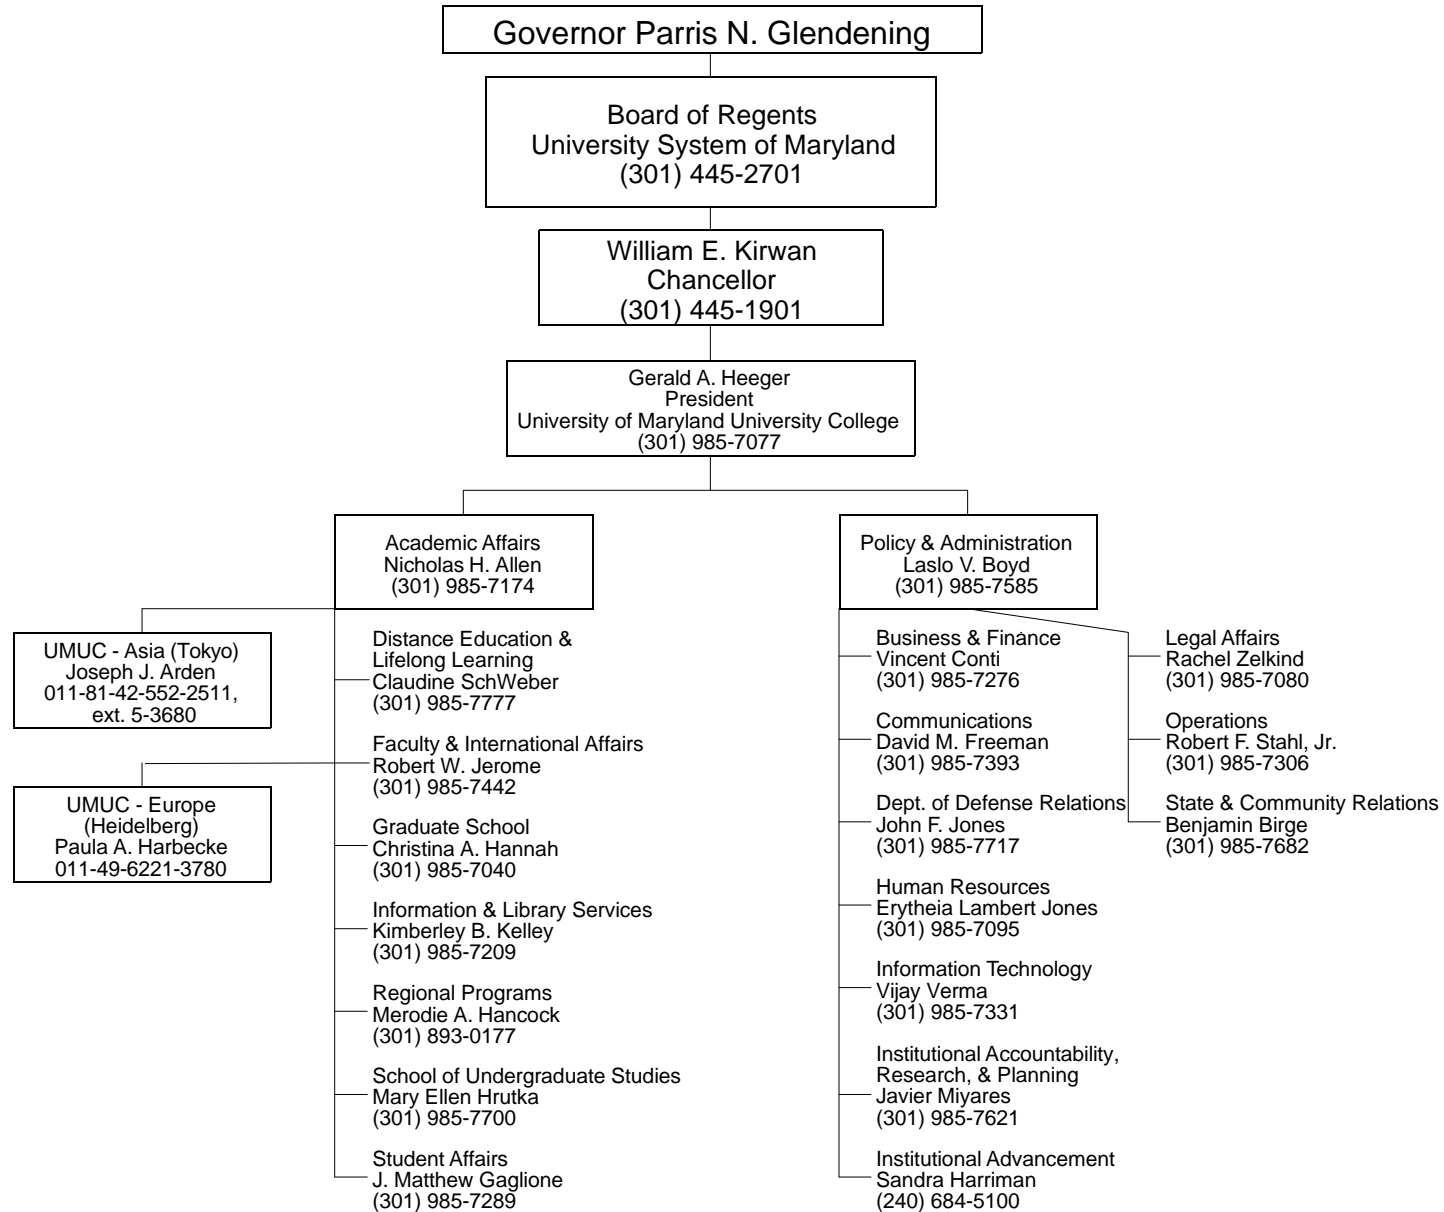 Governor Parris N. Glendening
Board of Regents
University System of Maryland
(301) 445-2701
William E. Kirwan
Chancellor
(301) 445-1901
Gerald A. Heeger
President
University of Maryland University College
(301) 985-7077
Academic Affairs
Nicholas H. Allen
(301) 985-7174
Policy & Administration
Laslo V. Boyd
(301) 985-7585
UMUC - Asia (Tokyo)
Joseph J. Arden
011-81-42-552-2511,
ext. 5-3680
UMUC - Europe
(Heidelberg)
Paula A. Harbecke
011-49-6221-3780
Distance Education &
Lifelong Learning
Claudine SchWeber
(301) 985-7777
Faculty & International Affairs
Robert W. Jerome
(301) 985-7442
Graduate School
Christina A. Hannah
(301) 985-7040
Information & Library Services
Kimberley B. Kelley
(301) 985-7209
Regional Programs
Merodie A. Hancock
(301) 893-0177
School of Undergraduate Studies
Mary Ellen Hrutka
(301) 985-7700
Student Affairs
J. Matthew Gaglione
(301) 985-7289
Business & Finance
Vincent Conti
(301) 985-7276
Communications
David M. Freeman
(301) 985-7393
Dept. of Defense Relations
John F. Jones
(301) 985-7717
Human Resources
Erytheia Lambert Jones
(301) 985-7095
Information Technology
Vijay Verma
(301) 985-7331
Institutional Accountability,
Research, & Planning
Javier Miyares
(301) 985-7621
Institutional Advancement
Sandra Harriman
(240) 684-5100
Legal Affairs
Rachel Zelkind
(301) 985-7080
Operations
Robert F. Stahl, Jr.
(301) 985-7306
State & Community Relations
Benjamin Birge
(301) 985-7682